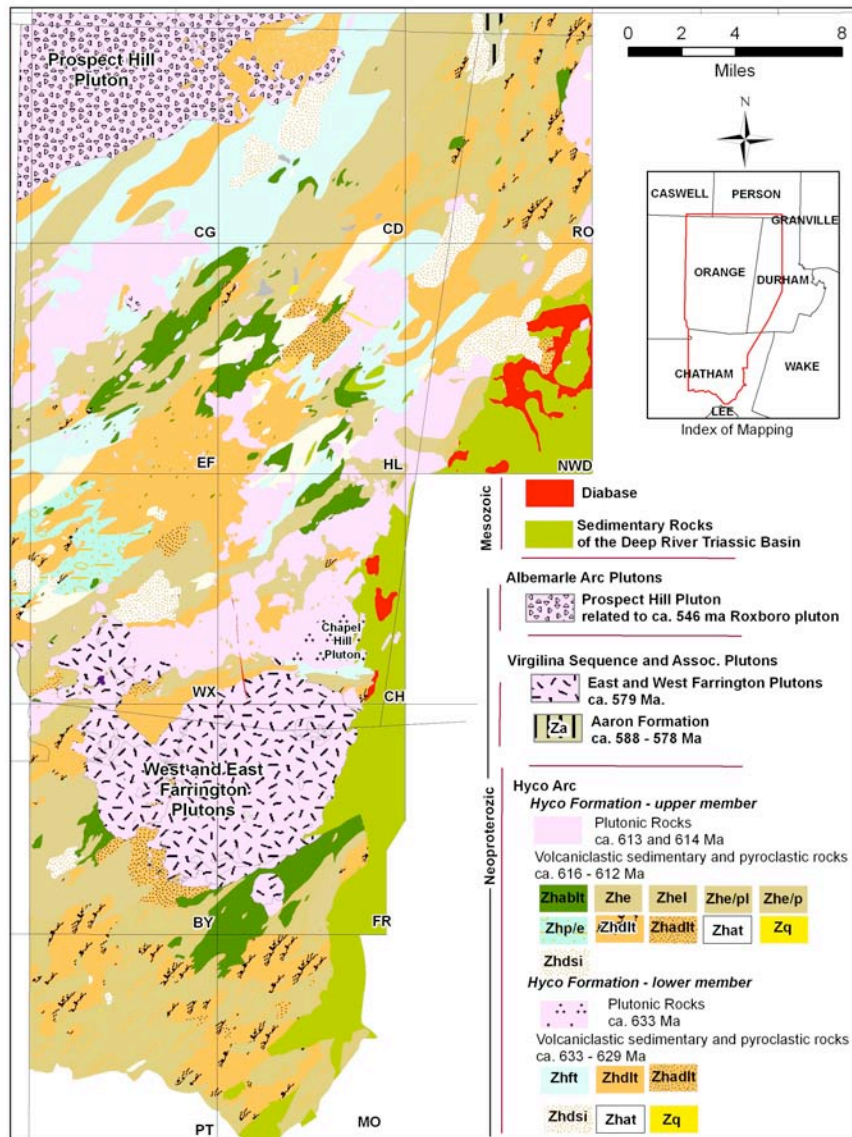 Prospect Hill
Pluton
CG
CD
RO
EF
HL
NWD
Chapel
Hill
Pluton
WX
CH
West and East
Farrington
Plutons
BY
FR
PT
MO
0 2 4 8
Miles
N
CASWELL
PERSON
GRANVILLE
ORANGE
DURHAM
CHATHAM
WAKE
LEE
Index of Mapping
Mesozoic
Diabase
Sedimentary Rocks
of the Deep River Triassic Basin
Neoproterozic
Albemarle Arc Plutons
Prospect Hill Pluton
related to ca. 546 ma Roxboro pluton
Virgilina Sequence and Assoc. Plutons
East and West Farrington Plutons
ca. 579 Ma.
Za
Aaron Formation
ca. 588 - 578 Ma
Hyco Arc
Hyco Formation - upper member
Plutonic Rocks
ca. 613 and 614 Ma
Volcaniclastic sedimentary and pyroclastic rocks
ca. 616 - 612 Ma
Zhablt Zhe Zhel Zhe/pl Zhe/p
Zhp/e Zhdlt Zhadlt Zhat Zq
Zhdsi
Hyco Formation - lower member
Plutonic Rocks
ca. 633 Ma
Volcaniclastic sedimentary and pyroclastic rocks
ca. 633 - 629 Ma
Zhft Zhdlt Zhadlt
Zhdsi Zhat Zq